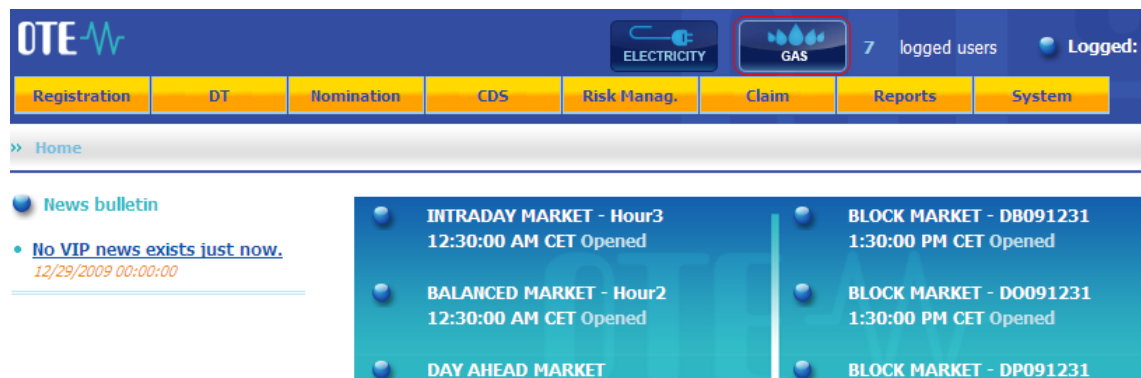 OTE
ELECTRICITY
GAS
7 logged users
Logged:
Registration DT Nomination CDS Risk Manag. Claim Reports System
» Home
News bulletin
• No VIP news exists just now.
12/29/2009 00:00:00
INTRADAY MARKET - Hour3
12:30:00 AM CET Opened
BALANCED MARKET - Hour2
12:30:00 AM CET Opened
DAY AHEAD MARKET
BLOCK MARKET - DB091231
1:30:00 PM CET Opened
BLOCK MARKET - DO091231
1:30:00 PM CET Opened
BLOCK MARKET - DP091231
OTE